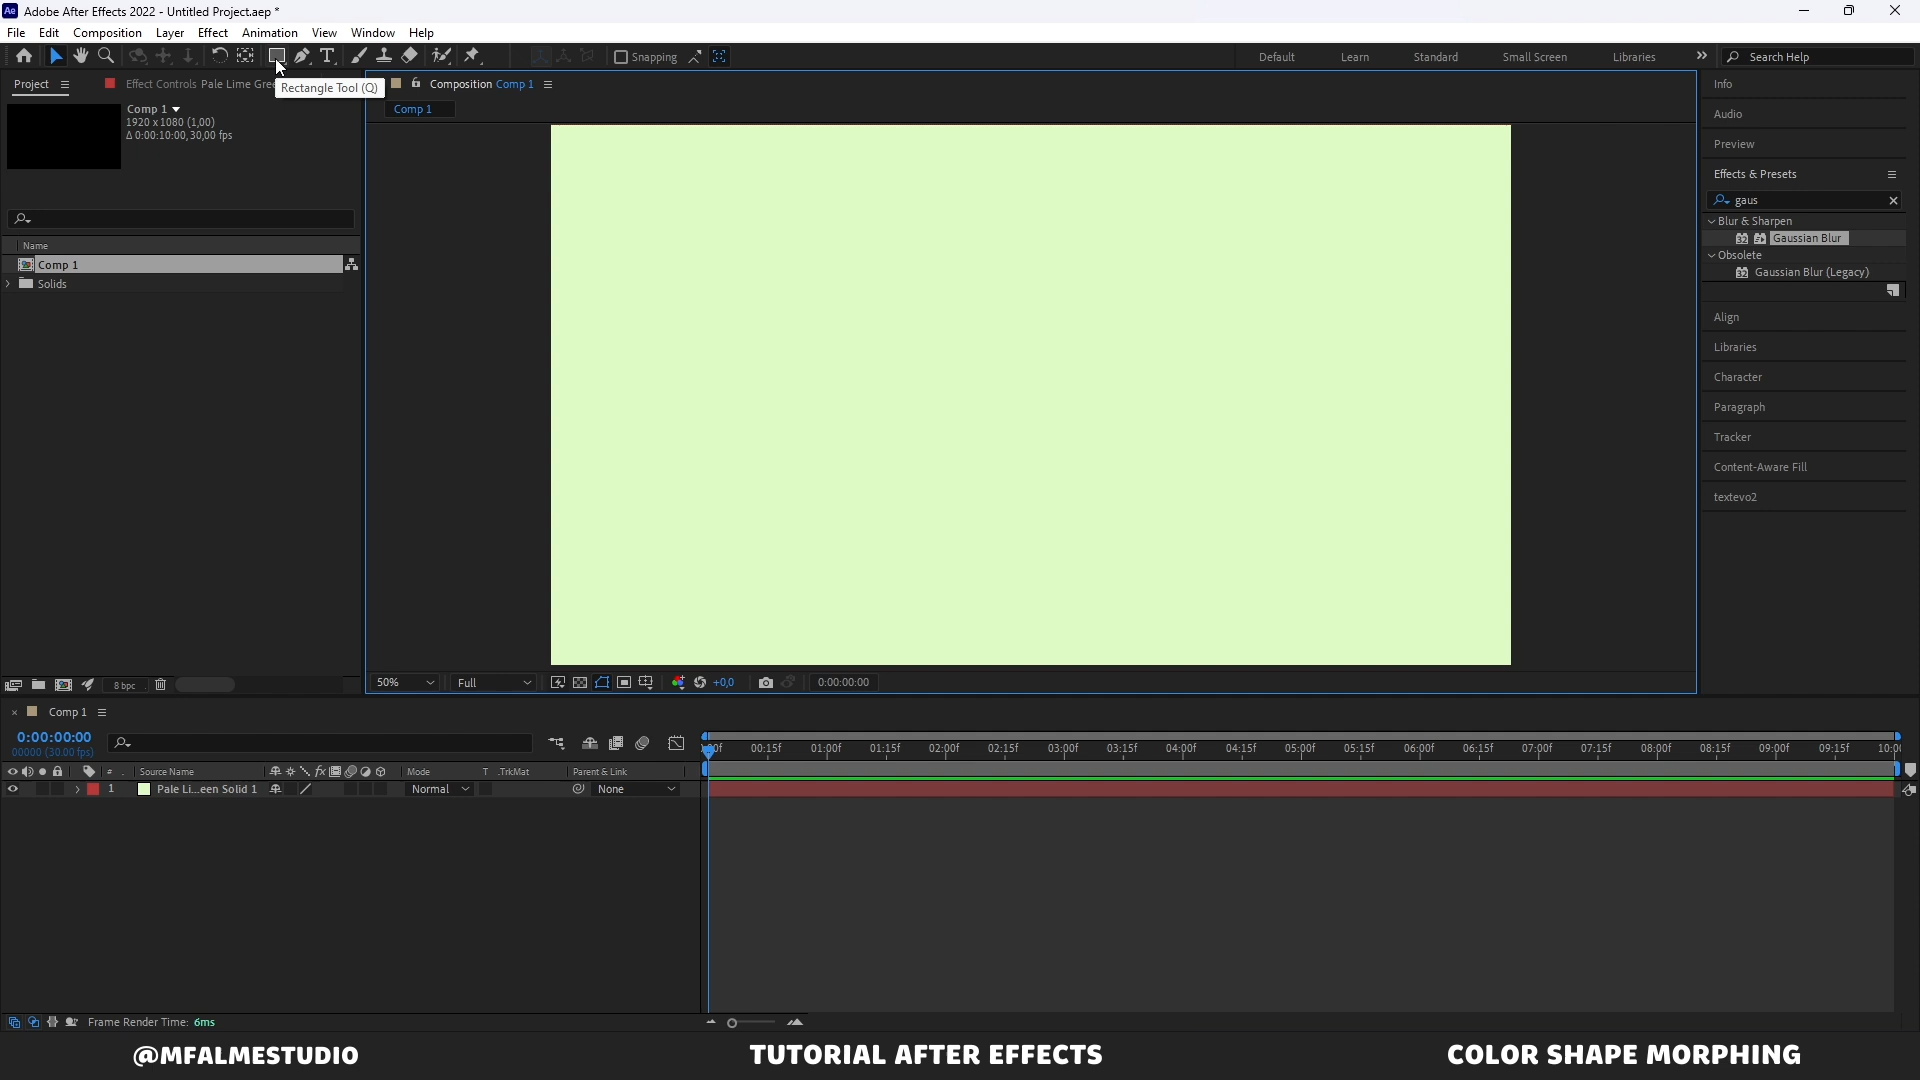 Adobe After Effects 2022 - Untitled Project.aep *
File Edit Composition Layer Effect Animation View Window Help
Snapping
Default Learn Standard Small Screen Libraries
Search Help
Project
Effect Controls Pale Lime Gree
Rectangle Tool (Q)
Composition Comp 1
Comp 1
1920 x 1080 (1,00)
Δ 0:00:10:00, 30,00 fps
Comp 1
Name
Comp 1
Solids
8 bpc
50%
Full
+0,0
0:00:00:00
Info
Audio
Preview
Effects & Presets
gaus
Blur & Sharpen
32 Gaussian Blur
Obsolete
32 Gaussian Blur (Legacy)
Align
Libraries
Character
Paragraph
Tracker
Content-Aware Fill
textevo2
Comp 1
0:00:00:00
00000 (30.00 fps)
00:15f 01:00f 01:15f 02:00f 02:15f 03:00f 03:15f 04:00f 04:15f 05:00f 05:15f 06:00f 06:15f 07:00f 07:15f 08:00f 08:15f 09:00f 09:15f
# Source Name fx Mode T .TrkMat Parent & Link
1 Pale Li...een Solid 1 Normal None
Frame Render Time: 6ms
@MFALMESTUDIO
TUTORIAL AFTER EFFECTS
COLOR SHAPE MORPHING